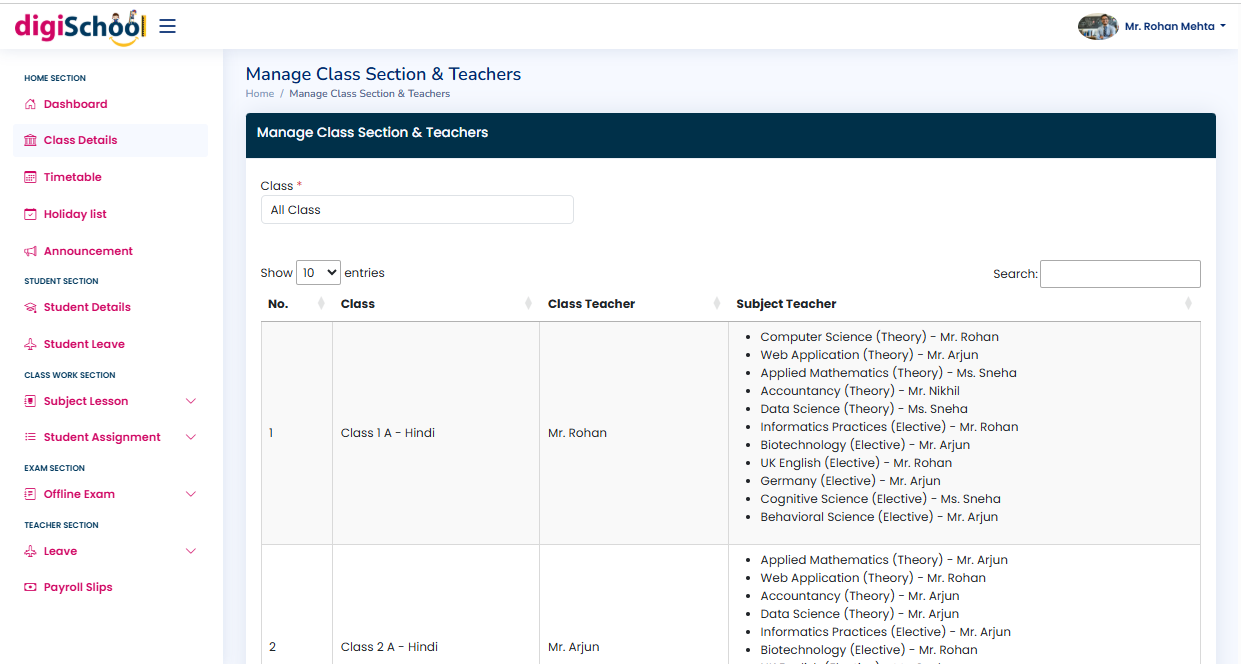 digiSchool
Mr. Rohan Mehta
HOME SECTION
Dashboard
Class Details
Timetable
Holiday list
Announcement
STUDENT SECTION
Student Details
Student Leave
CLASS WORK SECTION
Subject Lesson
Student Assignment
EXAM SECTION
Offline Exam
TEACHER SECTION
Leave
Payroll Slips
Manage Class Section & Teachers
Home / Manage Class Section & Teachers
Manage Class Section & Teachers
Class *
All Class
Show 10 entries
Search:
No. Class Class Teacher Subject Teacher
1 Class 1 A - Hindi Mr. Rohan
• Computer Science (Theory) - Mr. Rohan
• Web Application (Theory) - Mr. Arjun
• Applied Mathematics (Theory) - Ms. Sneha
• Accountancy (Theory) - Mr. Nikhil
• Data Science (Theory) - Ms. Sneha
• Informatics Practices (Elective) - Mr. Rohan
• Biotechnology (Elective) - Mr. Arjun
• UK English (Elective) - Mr. Rohan
• Germany (Elective) - Mr. Arjun
• Cognitive Science (Elective) - Ms. Sneha
• Behavioral Science (Elective) - Mr. Arjun
2 Class 2 A - Hindi Mr. Arjun
• Applied Mathematics (Theory) - Mr. Arjun
• Web Application (Theory) - Mr. Rohan
• Accountancy (Theory) - Mr. Arjun
• Data Science (Theory) - Mr. Arjun
• Informatics Practices (Elective) - Mr. Arjun
• Biotechnology (Elective) - Mr. Rohan